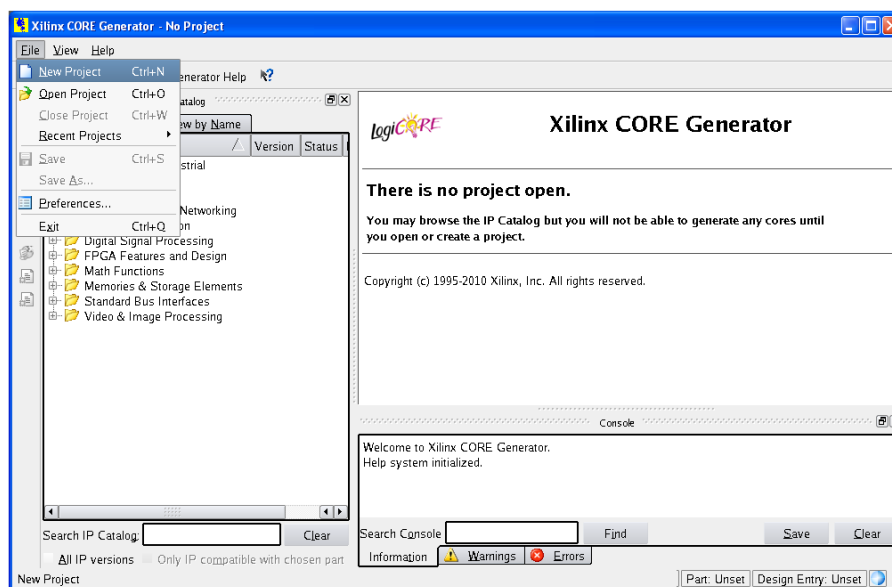 Xilinx CORE Generator - No Project
File View Help
New Project Ctrl+N
Open Project Ctrl+O
Close Project Ctrl+W
Recent Projects
Save Ctrl+S
Save As...
Preferences...
Exit Ctrl+Q
enerator Help
atalog
ew by Name
Version Status
strial
Networking
on
Digital Signal Processing
FPGA Features and Design
Math Functions
Memories & Storage Elements
Standard Bus Interfaces
Video & Image Processing
Search IP Catalog: Clear
All IP versions Only IP compatible with chosen part
New Project
logiCORE
Xilinx CORE Generator
There is no project open.
You may browse the IP Catalog but you will not be able to generate any cores until
you open or create a project.
Copyright (c) 1995-2010 Xilinx, Inc. All rights reserved.
Console
Welcome to Xilinx CORE Generator.
Help system initialized.
Search Console Find Save Clear
Information Warnings Errors
Part: Unset Design Entry: Unset